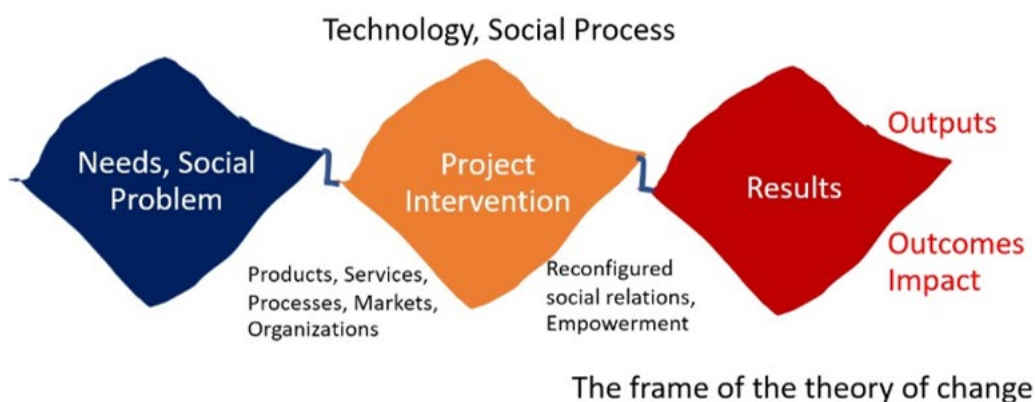 Technology, Social Process
Needs, Social
Problem
Project
Intervention
Results
Outputs
Outcomes
Impact
Products, Services,
Processes, Markets,
Organizations
Reconfigured
social relations,
Empowerment
The frame of the theory of change